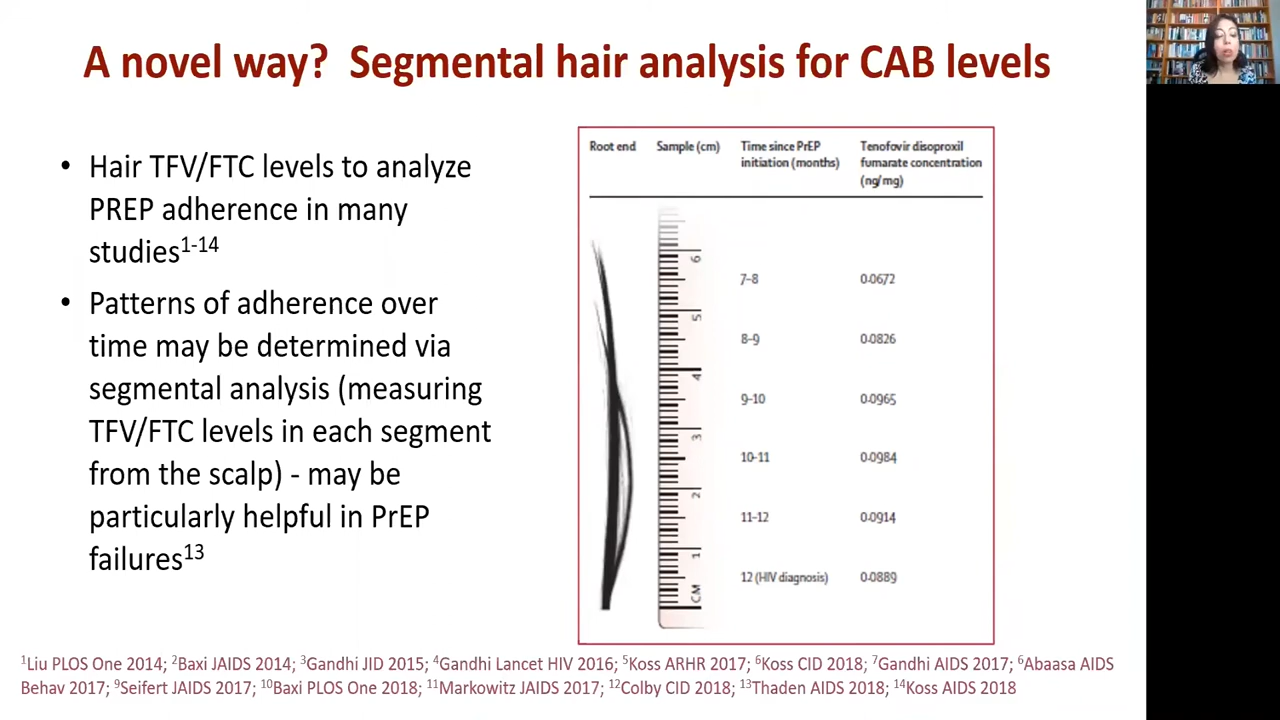 A novel way? Segmental hair analysis for CAB levels
• Hair TFV/FTC levels to analyze
PREP adherence in many
studies1-14
• Patterns of adherence over
time may be determined via
segmental analysis (measuring
TFV/FTC levels in each segment
from the scalp) - may be
particularly helpful in PrEP
failures13
Root end Sample (cm) Time since PrEP Tenofovir disoproxil
initiation (months) fumarate concentration
(ng/mg)
6
7–8 0·0672
5
8–9 0·0826
4
9–10 0·0965
3
10–11 0·0984
2
11–12 0·0914
1
12 (HIV diagnosis) 0·0889
CM
1Liu PLOS One 2014; 2Baxi JAIDS 2014; 3Gandhi JID 2015; 4Gandhi Lancet HIV 2016; 5Koss ARHR 2017; 6Koss CID 2018; 7Gandhi AIDS 2017; 6Abaasa AIDS
Behav 2017; 9Seifert JAIDS 2017; 10Baxi PLOS One 2018; 11Markowitz JAIDS 2017; 12Colby CID 2018; 13Thaden AIDS 2018; 14Koss AIDS 2018